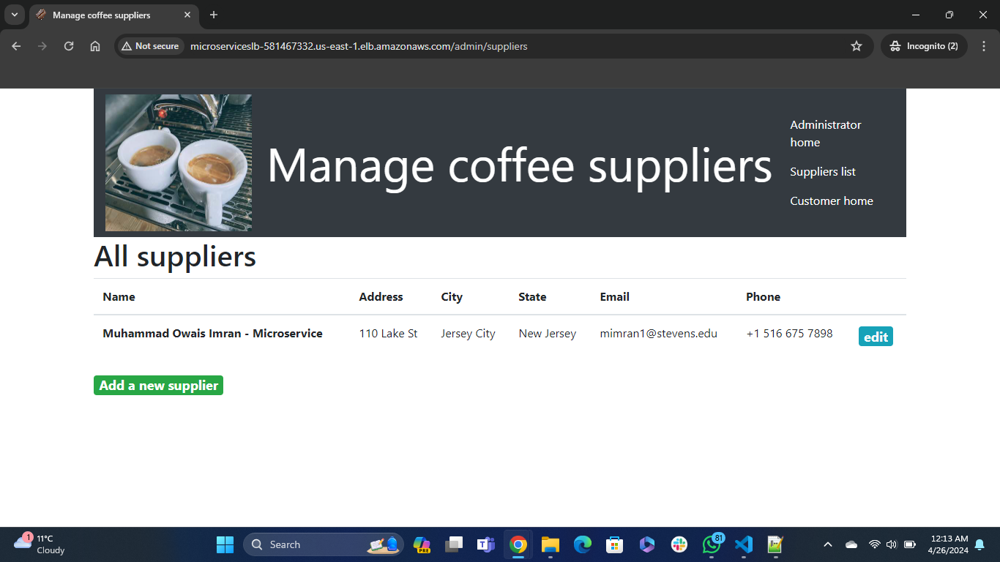 Manage coffee suppliers
Not secure
microserviceslb-581467332.us-east-1.elb.amazonaws.com/admin/suppliers
Incognito (2)
Manage coffee suppliers
Administrator
home
Suppliers list
Customer home
All suppliers
Name Address City State Email Phone
Muhammad Owais Imran - Microservice 110 Lake St Jersey City New Jersey mimran1@stevens.edu +1 516 675 7898 edit
Add a new supplier
1
11°C
Cloudy
Search
PRE
81
12:13 AM
4/26/2024